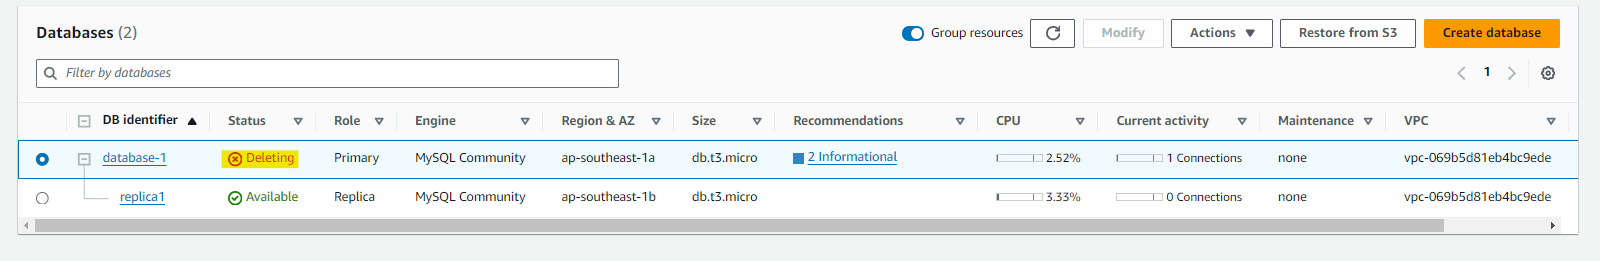 Databases (2)
Group resources
Modify
Actions
Restore from S3
Create database
Filter by databases
1
DB identifier Status Role Engine Region & AZ Size Recommendations CPU Current activity Maintenance VPC
database-1 Deleting Primary MySQL Community ap-southeast-1a db.t3.micro 2 Informational 2.52% 1 Connections none vpc-069b5d81eb4bc9ede
replica1 Available Replica MySQL Community ap-southeast-1b db.t3.micro 3.33% 0 Connections none vpc-069b5d81eb4bc9ede